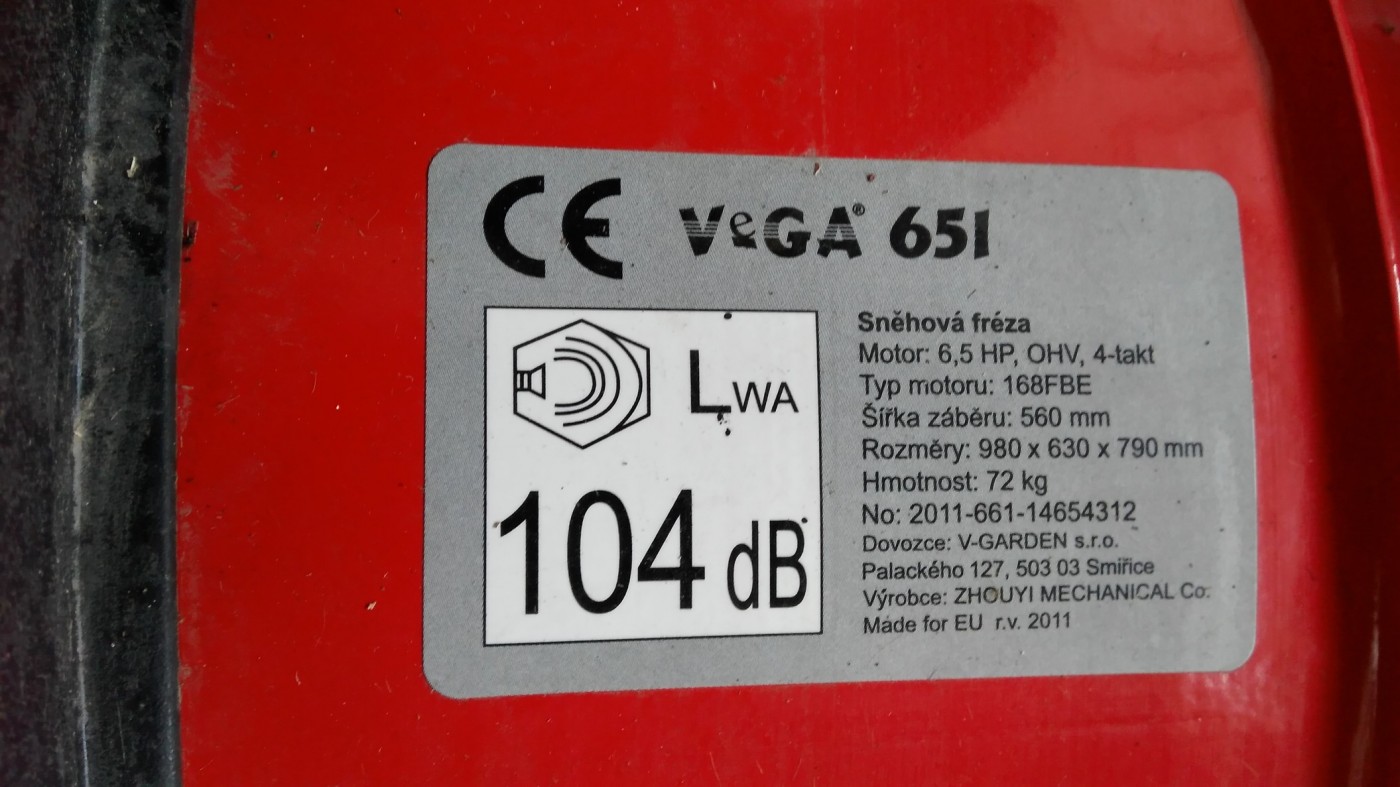 CE VeGA® 651
LWA
104 dB
Sněhová fréza
Motor: 6,5 HP, OHV, 4-takt
Typ motoru: 168FBE
Šířka záběru: 560 mm
Rozměry: 980 x 630 x 790 mm
Hmotnost: 72 kg
No: 2011-661-14654312
Dovozce: V-GARDEN s.r.o.
Palackého 127, 503 03 Smiřice
Výrobce: ZHOUYI MECHANICAL Co.
Made for EU r.v. 2011